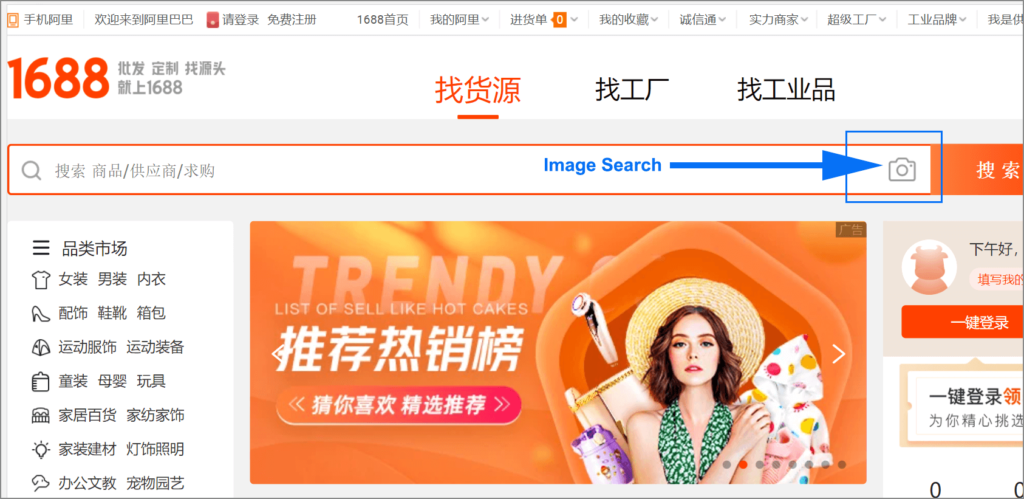 手机阿里 欢迎来到阿里巴巴 请登录 免费注册 1688首页 我的阿里 进货单 0 我的收藏 诚信通 实力商家 超级工厂 工业品牌 我是供
1688 批发 定制 找源头
就上1688
找货源 找工厂 找工业品
搜索 商品/供应商/求购
Image Search
搜 索
品类市场
女装 男装 内衣
配饰 鞋靴 箱包
运动服饰 运动装备
童装 母婴 玩具
家居百货 家纺家饰
家装建材 灯饰照明
办公文教 宠物园艺
广告
TRENDY
LIST OF SELL LIKE HOT CAKES
推荐热销榜
猜你喜欢 精选推荐
下午好，
填写我的
一键登录
一键登录领
为你精心挑选
0 0